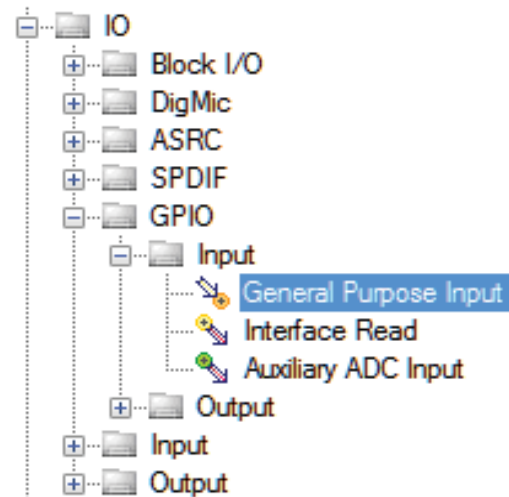 IO
Block I/O
DigMic
ASRC
SPDIF
GPIO
Input
General Purpose Input
Interface Read
Auxiliary ADC Input
Output
Input
Output